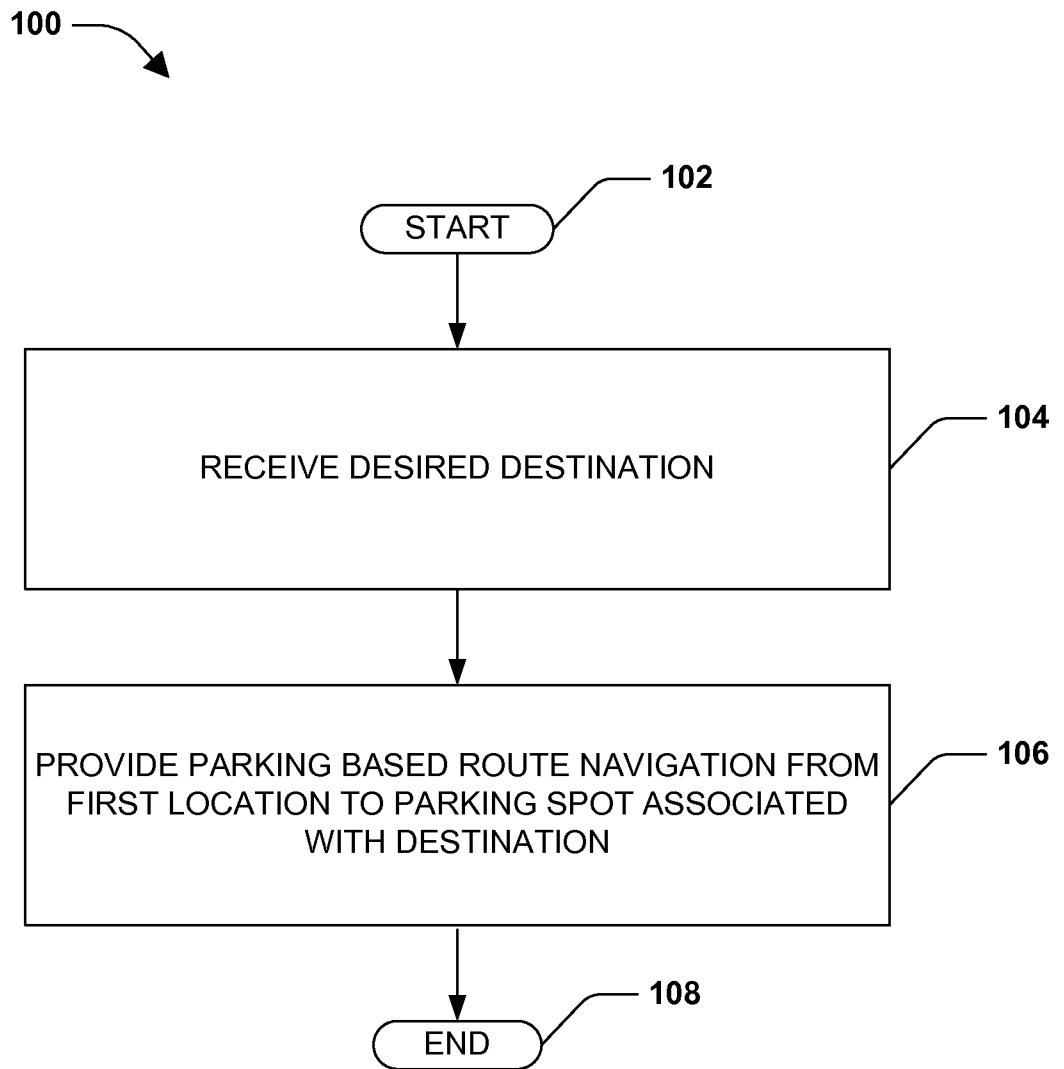 100
102
START
104
RECEIVE DESIRED DESTINATION
106
PROVIDE PARKING BASED ROUTE NAVIGATION FROM
FIRST LOCATION TO PARKING SPOT ASSOCIATED
WITH DESTINATION
108
END